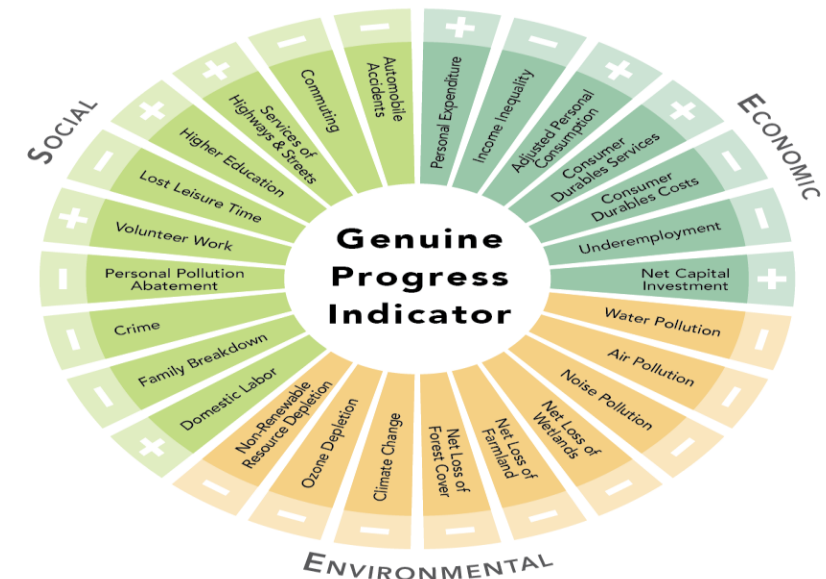 SOCIAL
ECONOMIC
ENVIRONMENTAL
Genuine
Progress
Indicator
+
Personal Expenditure
−
Income Inequality
+
Adjusted Personal
Consumption
+
Consumer
Durables Services
−
Consumer
Durables Costs
−
Underemployment
+
Net Capital
Investment
−
Water Pollution
−
Air Pollution
−
Noise Pollution
−
Net Loss of
Wetlands
−
Net Loss of
Farmland
−
Net Loss of
Forest Cover
−
Climate Change
−
Ozone Depletion
−
Non-Renewable
Resource Depletion
+
Domestic Labor
−
Family Breakdown
−
Crime
−
Personal Pollution
Abatement
+
Volunteer Work
−
Lost Leisure Time
+
Higher Education
+
Services of
Highways & Streets
−
Commuting
−
Automobile
Accidents